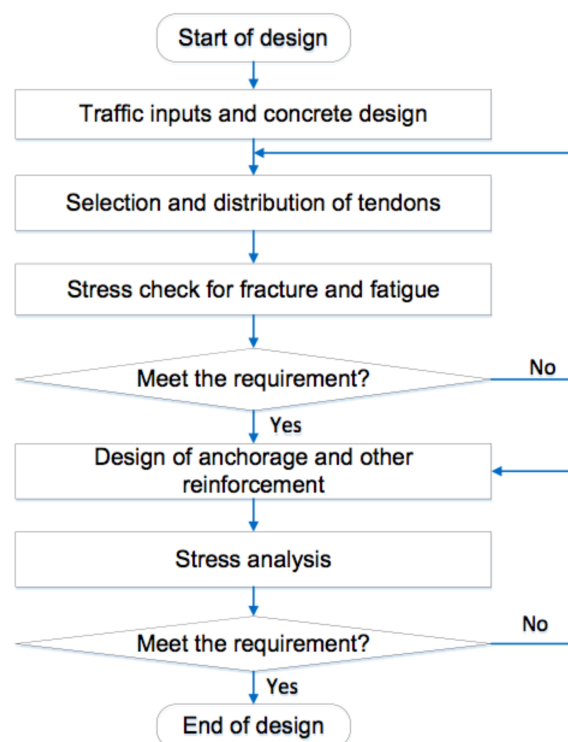 Start of design
Traffic inputs and concrete design
Selection and distribution of tendons
Stress check for fracture and fatigue
Meet the requirement?
No
Yes
Design of anchorage and other
reinforcement
Stress analysis
Meet the requirement?
No
Yes
End of design